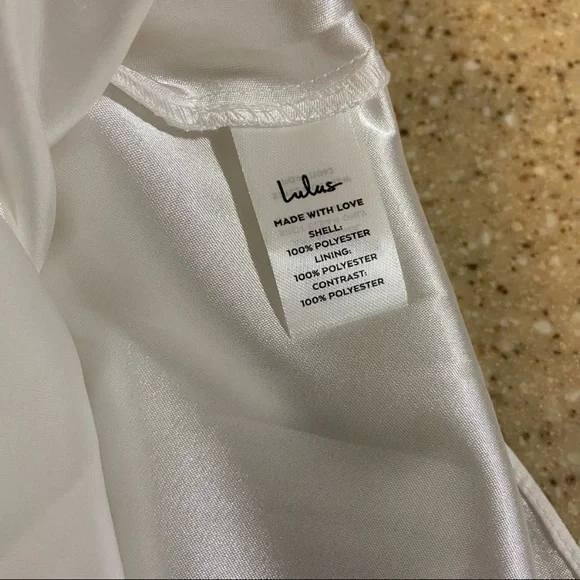 Lulus
MADE WITH LOVE
SHELL:
100% POLYESTER
LINING:
100% POLYESTER
CONTRAST:
100% POLYESTER